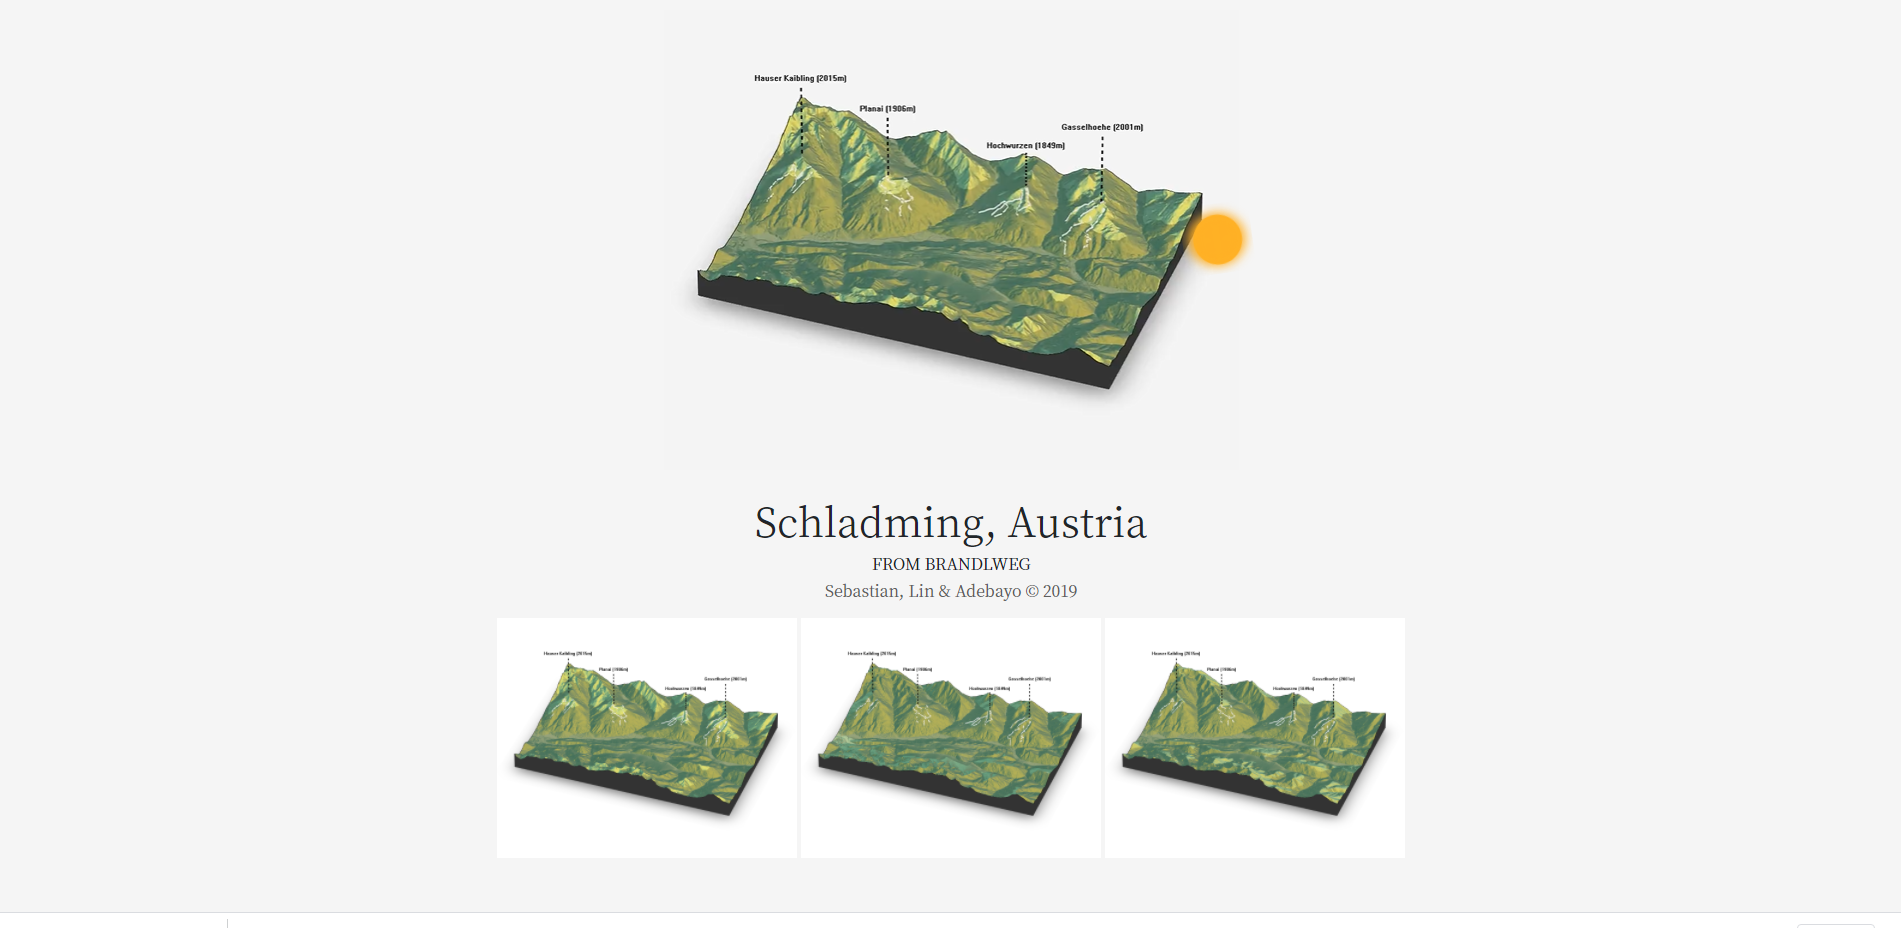 Hauser Kaibling (2015m)
Planai (1906m)
Gasselhoehe (2001m)
Hochwurzen (1849m)
Schladming, Austria
FROM BRANDLWEG
Sebastian, Lin & Adebayo © 2019
Hauser Kaibling (2015m)
Planai (1906m)
Gasselhoehe (2001m)
Hochwurzen (1849m)
Hauser Kaibling (2015m)
Planai (1906m)
Gasselhoehe (2001m)
Hochwurzen (1849m)
Hauser Kaibling (2015m)
Planai (1906m)
Gasselhoehe (2001m)
Hochwurzen (1849m)